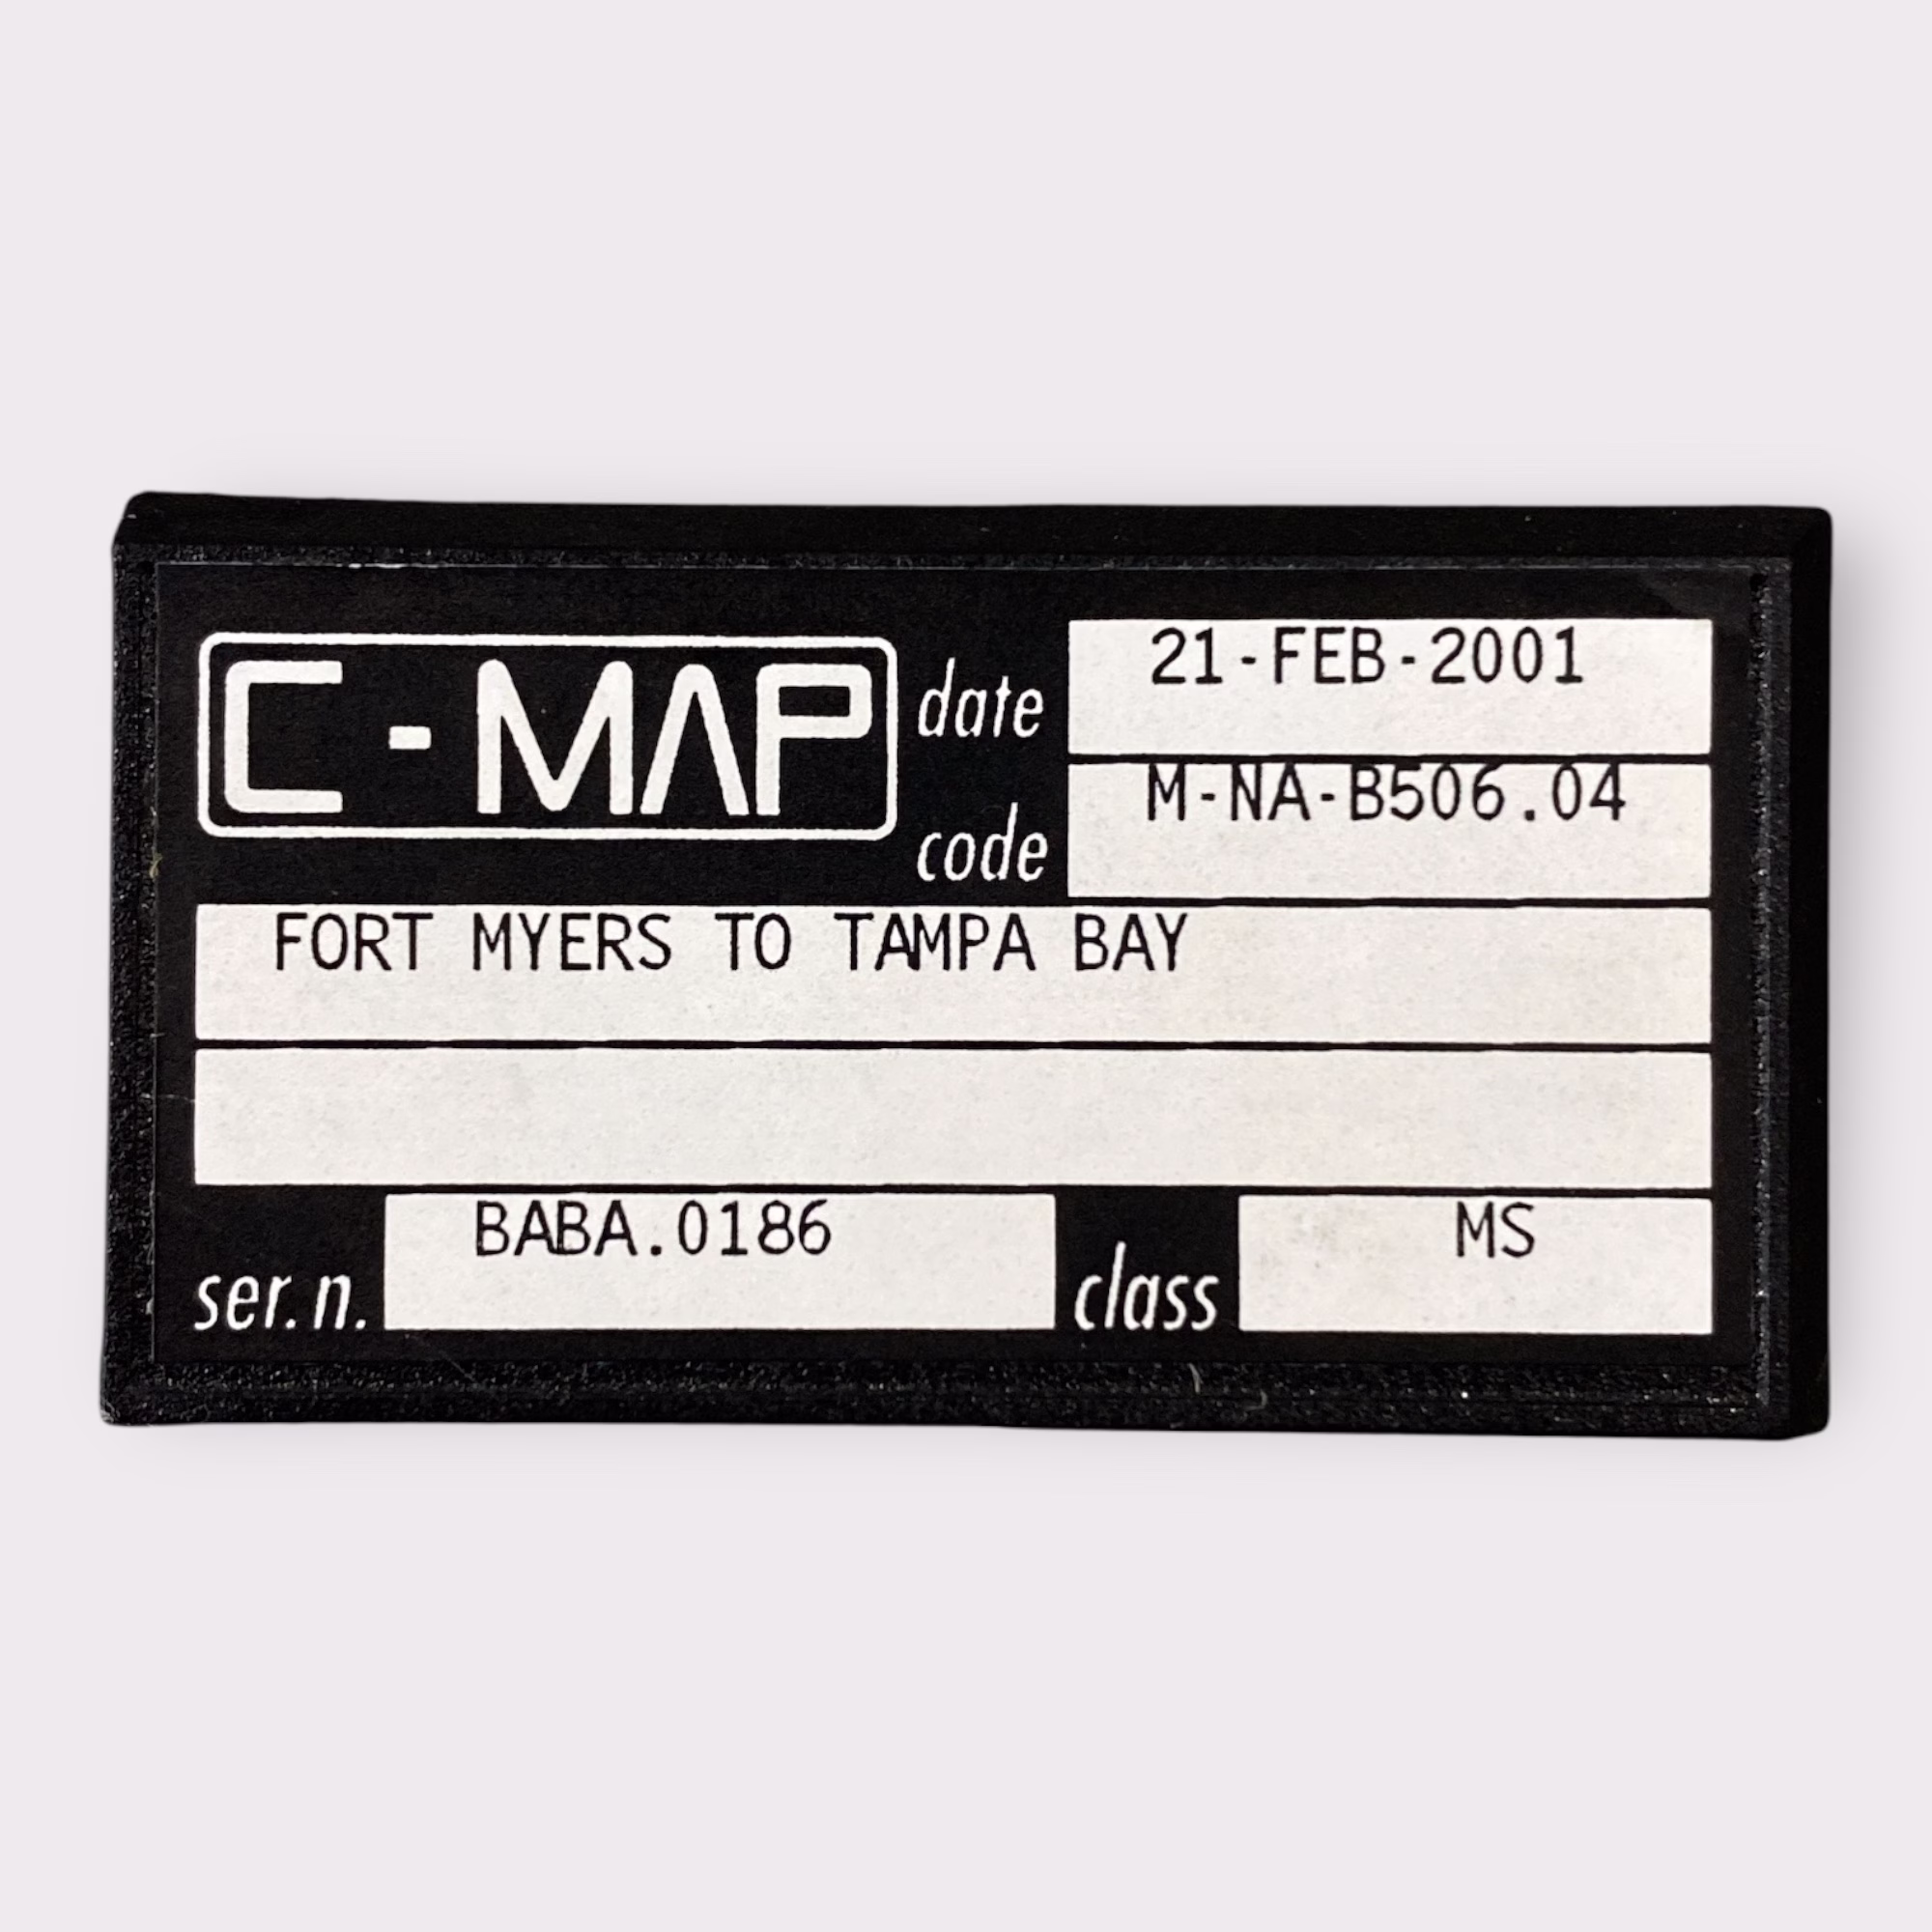 C-MAP
date 21-FEB-2001
code M-NA-B506.04
FORT MYERS TO TAMPA BAY
ser.n. BABA.0186 class MS